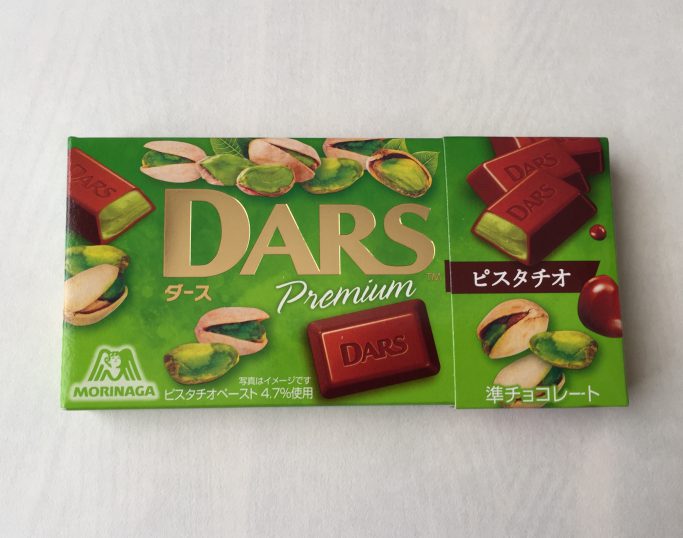 DARS
DARS
DARS
DARS
TM
ダース
Premium
ピスタチオ
DARS
MORINAGA
写真はイメージです
ピスタチオペースト 4.7%使用
準チョコレート